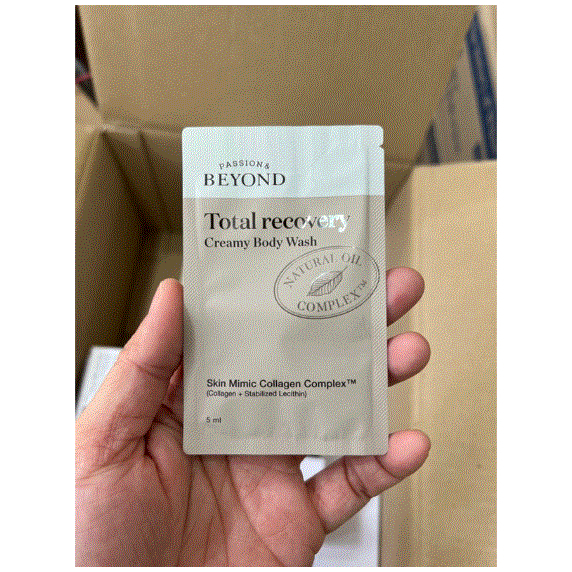 PASSION &
BEYOND
Total recovery
Creamy Body Wash
NATURAL OIL
COMPLEX™
Skin Mimic Collagen Complex™
(Collagen + Stabilized Lecithin)
5 ml